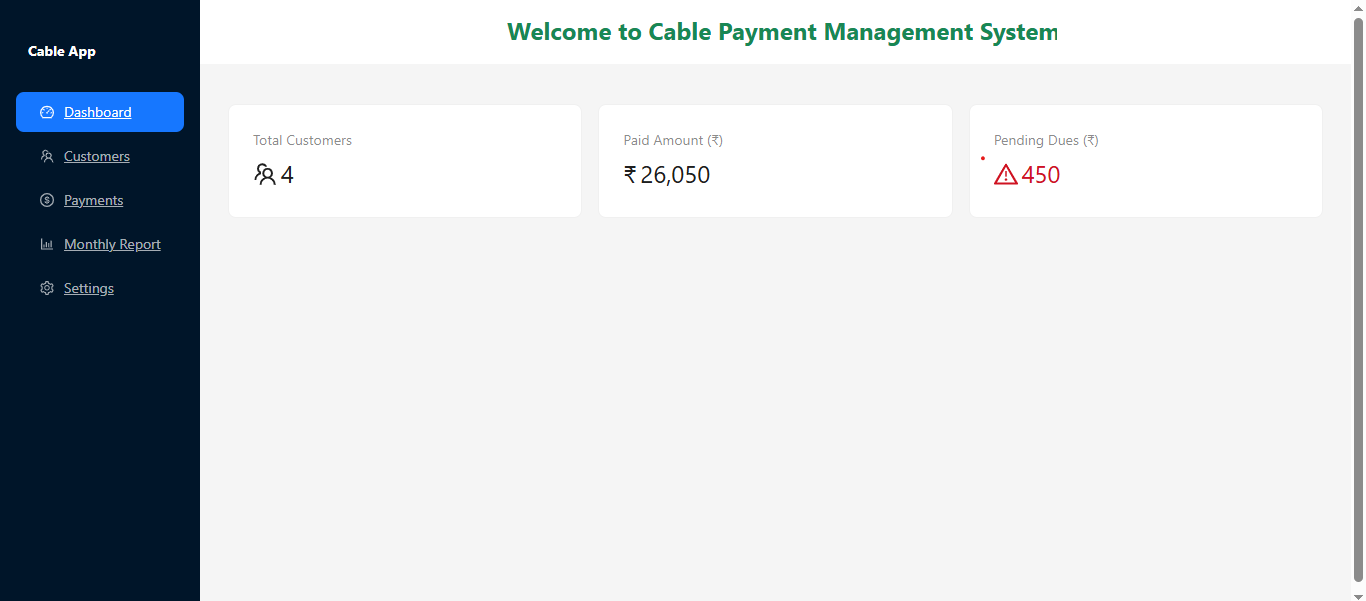 Cable App
Dashboard
Customers
Payments
Monthly Report
Settings
Welcome to Cable Payment Management System
Total Customers
4
Paid Amount (₹)
₹ 26,050
Pending Dues (₹)
450